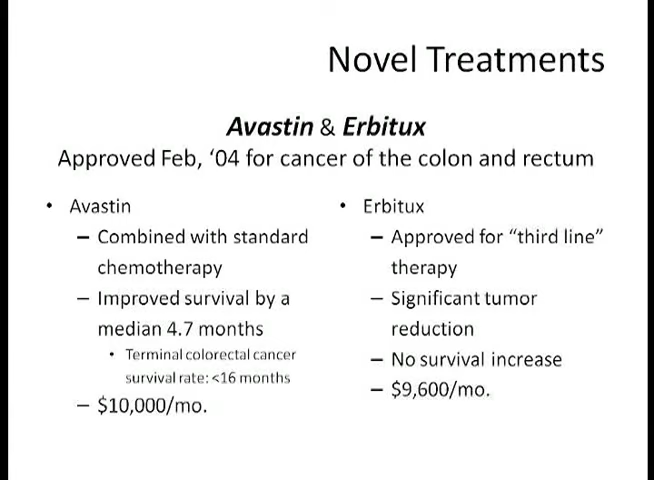 Novel Treatments
Avastin & Erbitux
Approved Feb, ‘04 for cancer of the colon and rectum
• Avastin
– Combined with standard
chemotherapy
– Improved survival by a
median 4.7 months
• Terminal colorectal cancer
survival rate: <16 months
– $10,000/mo.
• Erbitux
– Approved for “third line”
therapy
– Significant tumor
reduction
– No survival increase
– $9,600/mo.